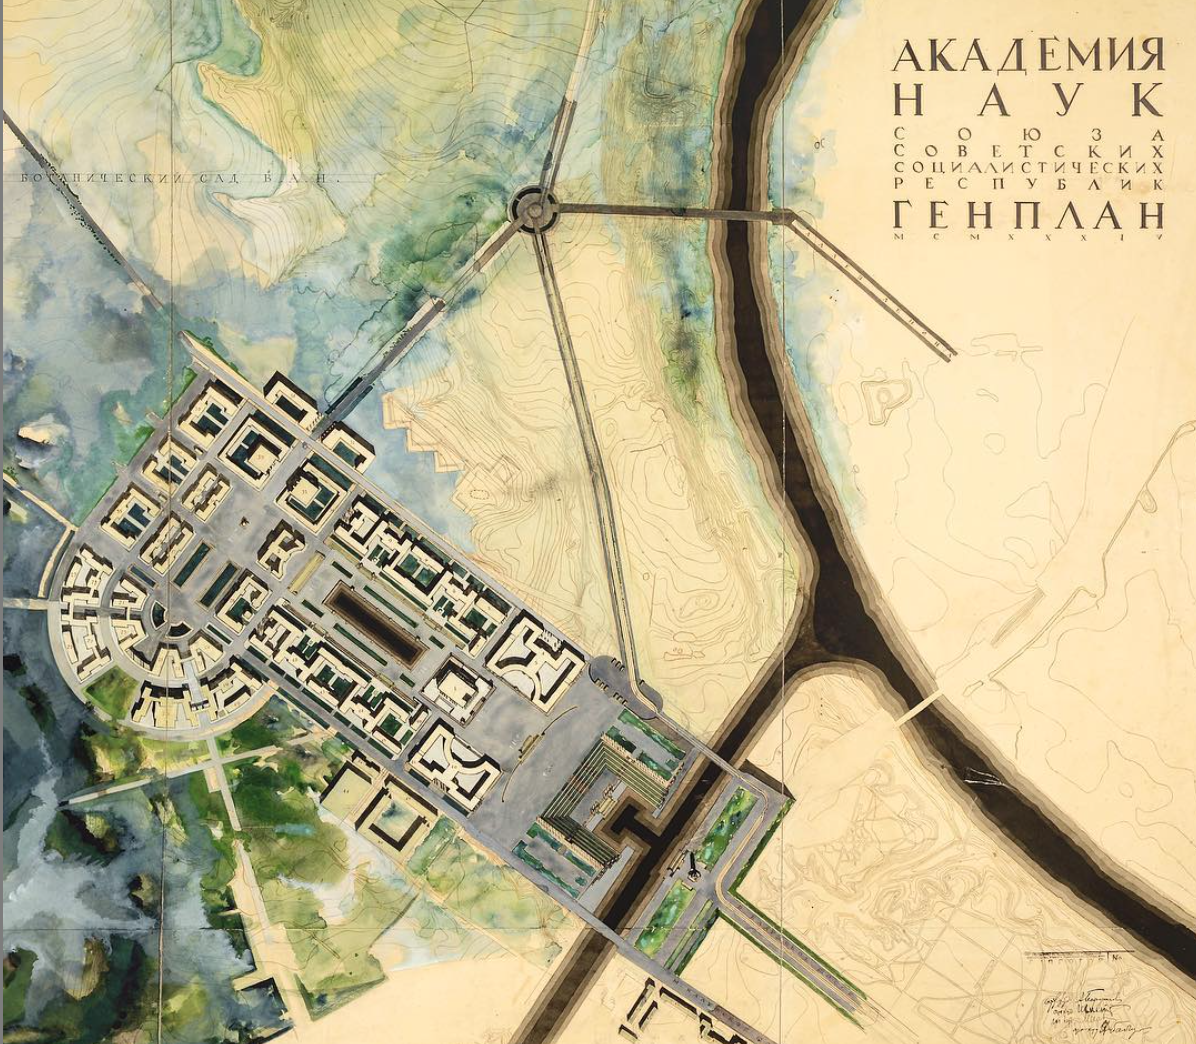 АКАДЕМИЯ
НАУК
СОЮЗА
СОВЕТСКИХ
СОЦИАЛИСТИЧЕСКИХ
РЕСПУБЛИК
ГЕНПЛАН
MCMXXXIV
БОТАНИЧЕСКИЙ САД В.А.Н.